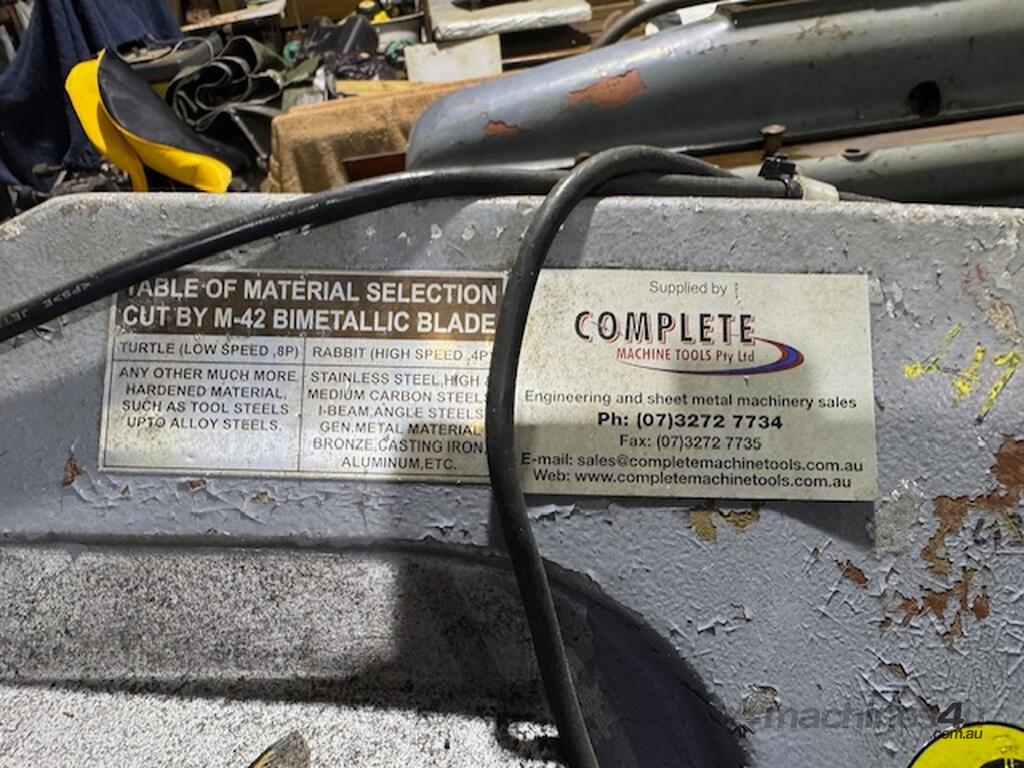 TABLE OF MATERIAL SELECTION
CUT BY M-42 BIMETALLIC BLADE
TURTLE (LOW SPEED ,8P)
ANY OTHER MUCH MORE
HARDENED MATERIAL,
SUCH AS TOOL STEELS
UPTO ALLOY STEELS.
RABBIT (HIGH SPEED ,4P
STAINLESS STEEL,HIGH &
MEDIUM CARBON STEELS
I-BEAM,ANGLE STEELS
GEN.METAL MATERIAL
BRONZE,CASTING IRON,
ALUMINUM,ETC.
Supplied by
COMPLETE
MACHINE TOOLS Pty Ltd
Engineering and sheet metal machinery sales
Ph: (07)3272 7734
Fax: (07)3272 7735
E-mail: sales@completemachinetools.com.au
Web: www.completemachinetools.com.au
machines4u
.com.au